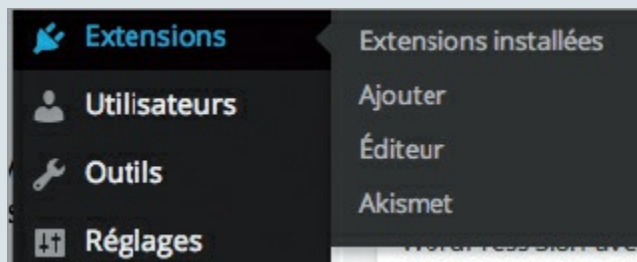 Extensions
Utilisateurs
Outils
Réglages
Extensions installées
Ajouter
Éditeur
Akismet